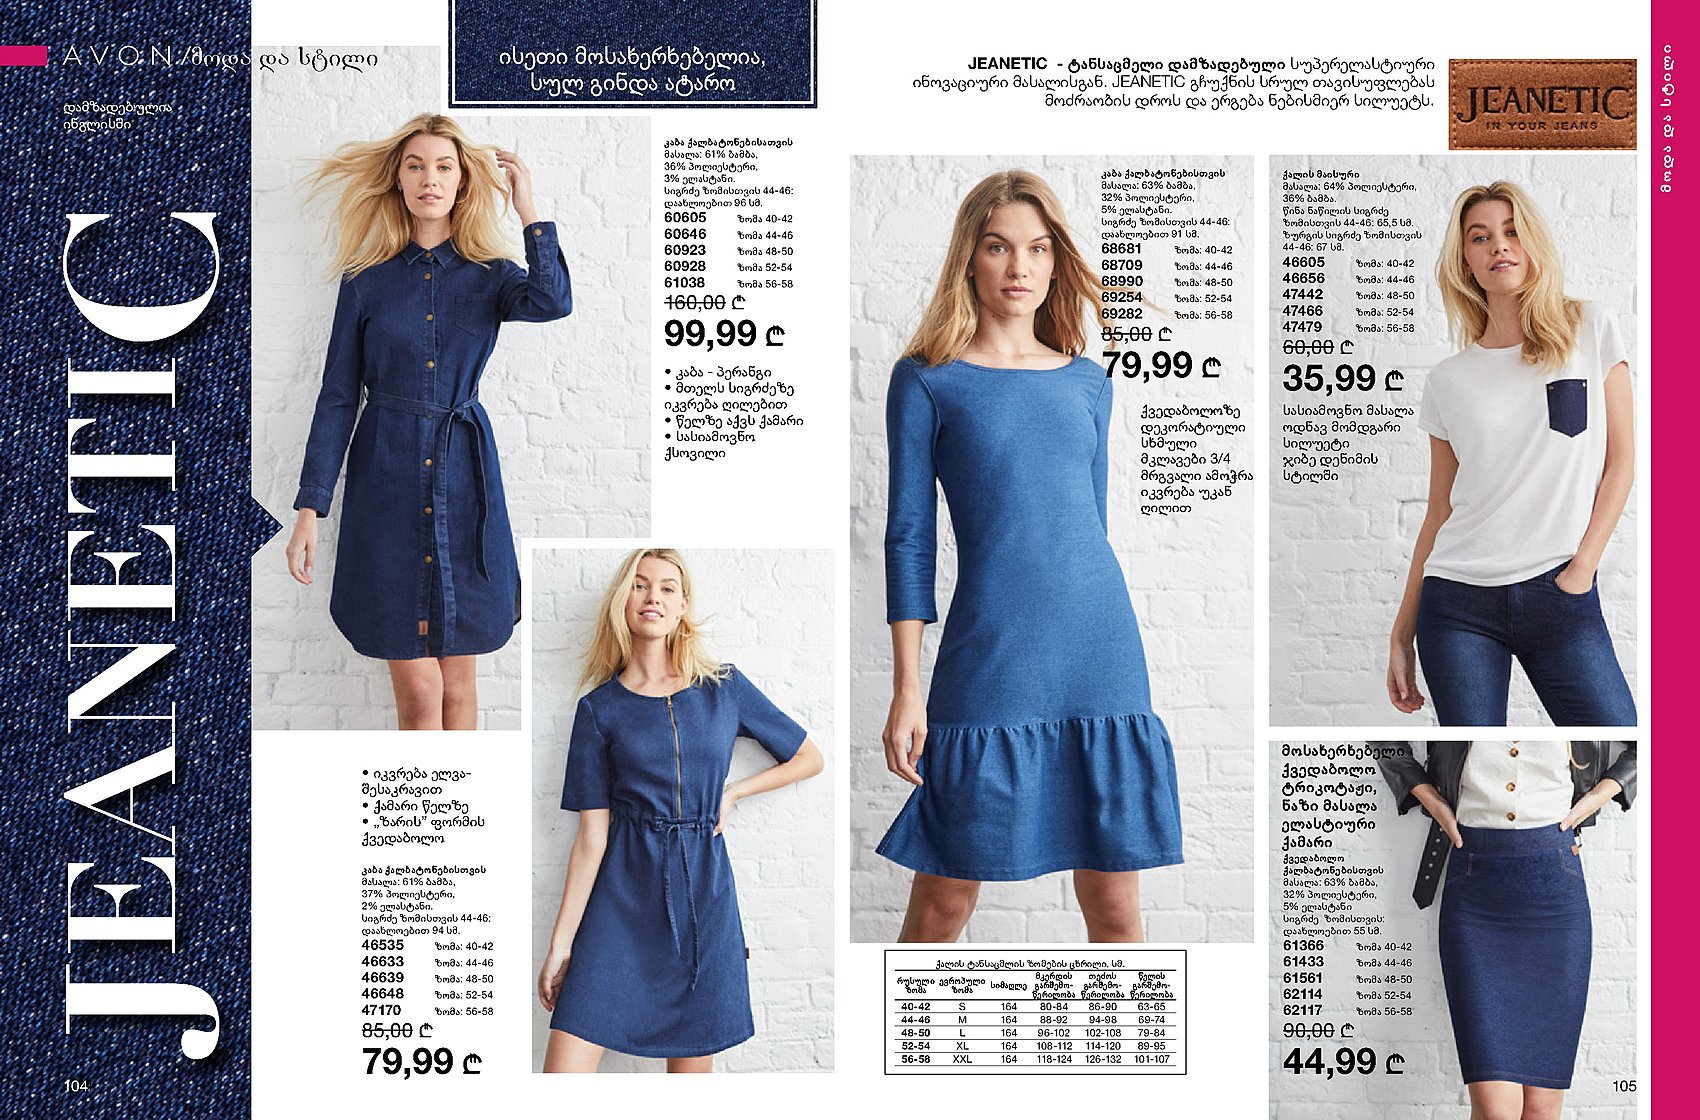 AVON/მოდა და სტილი
დამზადებულია
ინგლისში
JEANETIC
ისეთი მოსახერხებელია,
სულ გინდა ატარო
კაბა ქალბატონებისათვის
მასალა: 61% ბამბა,
36% პოლიესტერი,
3% ელასტანი.
სიგრძე ზომისთვის 44-46:
დაახლოებით 96 სმ.
60605 ზომა 40-42
60646 ზომა 44-46
60923 ზომა 48-50
60928 ზომა 52-54
61038 ზომა 56-58
160,00 ₾
99,99 ₾
• კაბა - პერანგი
• მთელს სიგრძეზე
იკვრება ღილებით
• წელზე აქვს ქამარი
• სასიამოვნო
ქსოვილი
• იკვრება ელვა-
შესაკრავით
• ქამარი წელზე
• „ზარის” ფორმის
ქვედაბოლო
კაბა ქალბატონებისთვის
მასალა: 61% ბამბა,
37% პოლიესტერი,
2% ელასტანი.
სიგრძე ზომისთვის 44-46:
დაახლოებით 94 სმ.
46535 ზომა: 40-42
46633 ზომა: 44-46
46639 ზომა: 48-50
46648 ზომა: 52-54
47170 ზომა: 56-58
85,00 ₾
79,99 ₾
104
JEANETIC - ტანსაცმელი დამზადებული სუპერელასტიური
ინოვაციური მასალისგან. JEANETIC გჩუქნის სრულ თავისუფლებას
მოძრაობის დროს და ერგება ნებისმიერ სილუეტს.
JEANETIC
IN YOUR JEANS
მოდა და სტილი
კაბა ქალბატონებისთვის
მასალა: 63% ბამბა,
32% პოლიესტერი,
5% ელასტანი.
სიგრძე ზომისთვის 44-46:
დაახლოებით 91 სმ.
68681 ზომა: 40-42
68709 ზომა: 44-46
68990 ზომა: 48-50
69254 ზომა: 52-54
69282 ზომა: 56-58
85,00 ₾
79,99 ₾
ქვედაბოლოზე
დეკორატიული
სხმული
მკლავები 3/4
მრგვალი ამოჭრა
იკვრება უკან
ღილით
ქალის მაისური
მასალა: 64% პოლიესტერი,
36% ბამბა.
წინა ნაწილის სიგრძე
ზომისთვის 44-46: 65,5 სმ.
ზურგის სიგრძე ზომისთვის
44-46: 67 სმ.
46605 ზომა: 40-42
46656 ზომა: 44-46
47442 ზომა: 48-50
47466 ზომა: 52-54
47479 ზომა: 56-58
60,00 ₾
35,99 ₾
სასიამოვნო მასალა
ოდნავ მომდგარი
სილუეტი
ჯიბე დენიმის
სტილში
მოსახერხებელი
ქვედაბოლო
ტრიკოტაჟი,
ნაზი მასალა
ელასტიური
ქამარი
ქვედაბოლო
ქალბატონებისთვის
მასალა: 63% ბამბა,
32% პოლიესტერი,
5% ელასტანი
სიგრძე ზომისთვის:
დაახლოებით 55 სმ.
61366 ზომა 40-42
61433 ზომა 44-46
61561 ზომა 48-50
62114 ზომა 52-54
62117 ზომა 56-58
90,00 ₾
44,99 ₾
ქალის ტანსაცმლის ზომების ცხრილი, სმ.
რუსული ზომა ევროპული ზომა სიმაღლე მკერდის გარშემო-წერილობა თეძოს გარშემო-წერილობა წელის გარშემო-წერილობა
40-42 S 164 80-84 86-90 63-65
44-46 M 164 88-92 94-98 69-74
48-50 L 164 96-102 102-108 79-84
52-54 XL 164 108-112 114-120 89-95
56-58 XXL 164 118-124 126-132 101-107
105